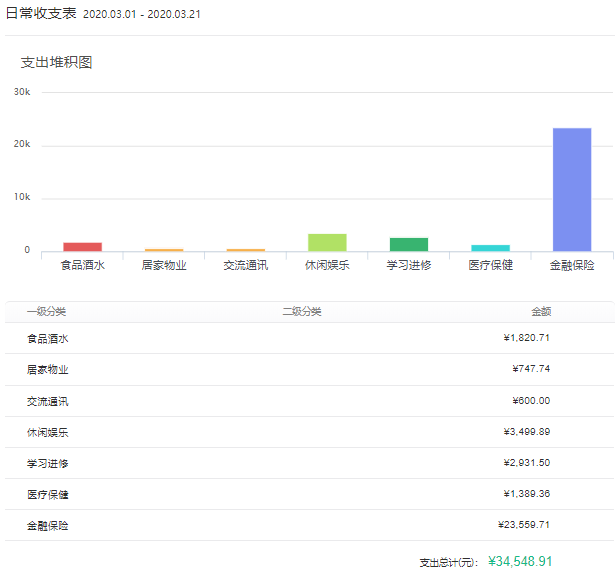 日常收支表 2020.03.01 - 2020.03.21
支出堆积图
30k
20k
10k
0
食品酒水 居家物业 交流通讯 休闲娱乐 学习进修 医疗保健 金融保险
一级分类 二级分类 金额
食品酒水 ¥1,820.71
居家物业 ¥747.74
交流通讯 ¥600.00
休闲娱乐 ¥3,499.89
学习进修 ¥2,931.50
医疗保健 ¥1,389.36
金融保险 ¥23,559.71
支出总计(元): ¥34,548.91